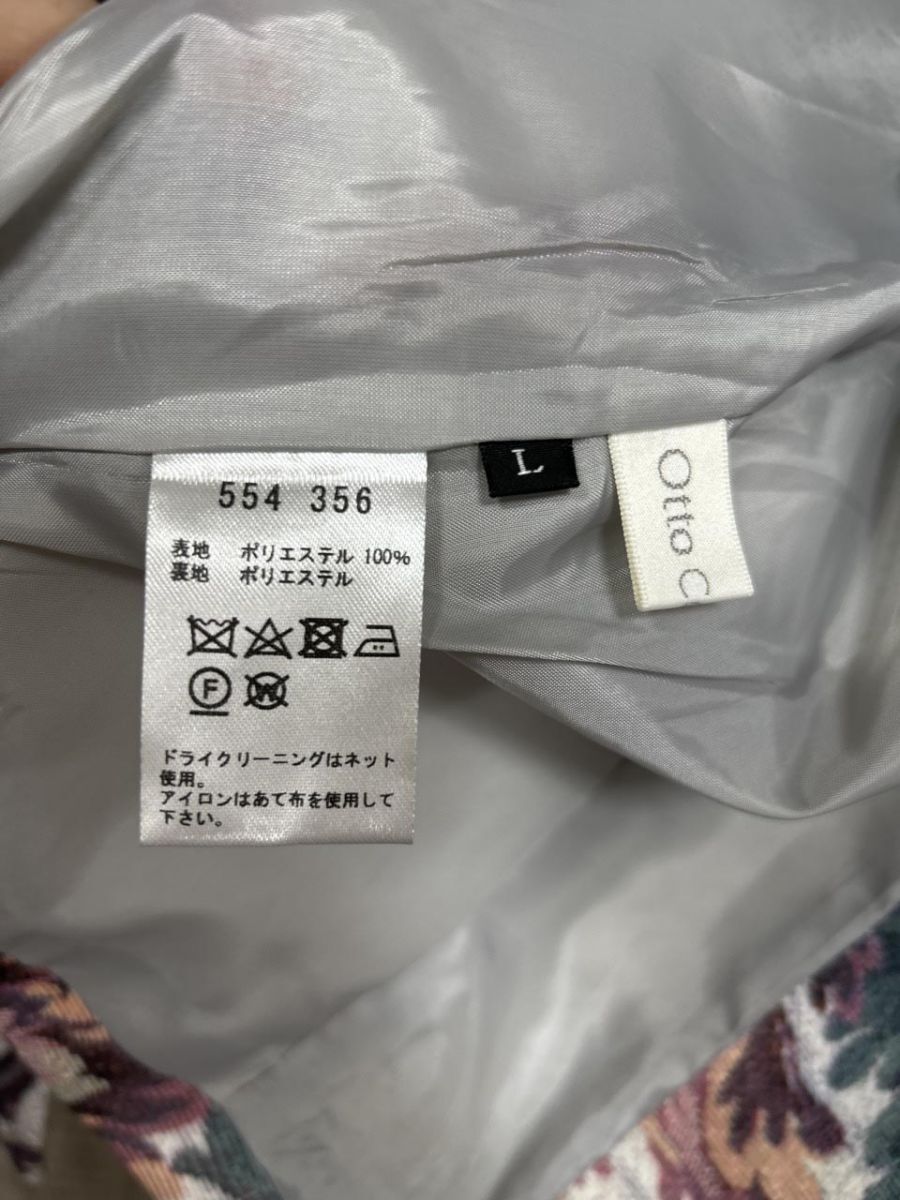 554 356
表地 ポリエステル 100%
裏地 ポリエステル
F
W
ドライクリーニングはネット
使用。
アイロンはあて布を使用して
下さい。
L
Otto C